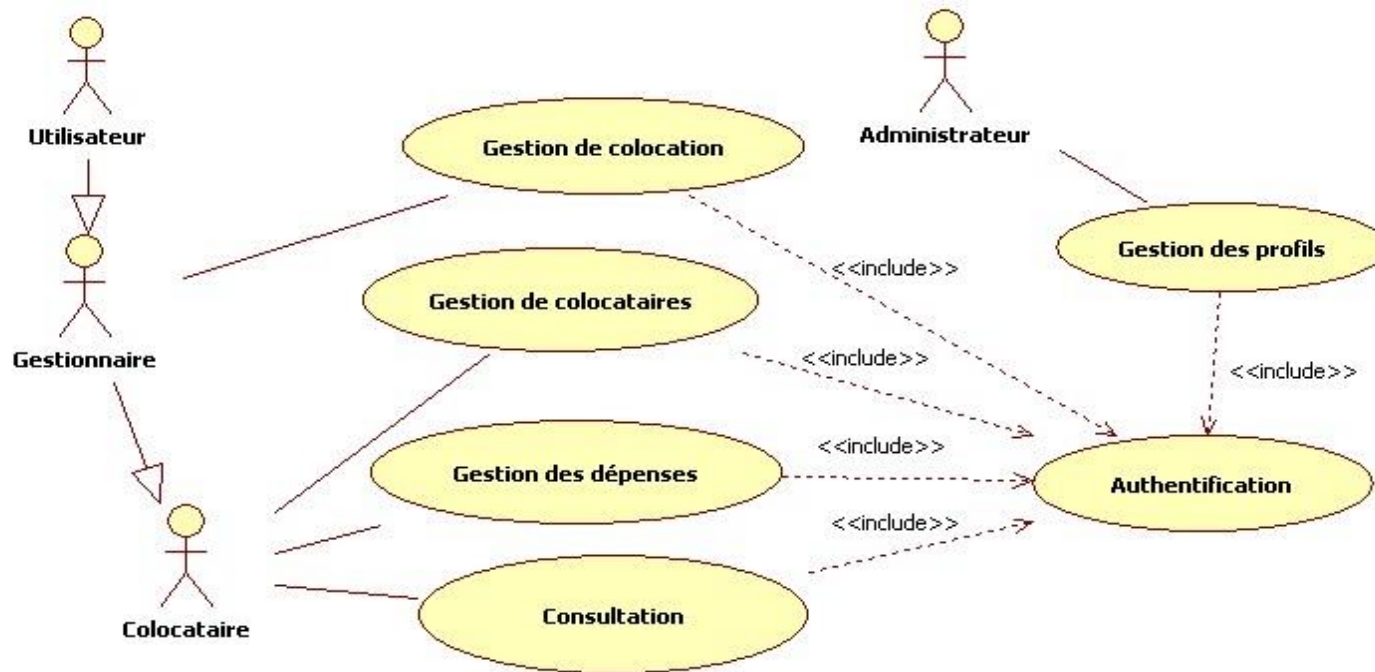 Utilisateur
Administrateur
Gestion de colocation
Gestion des profils
<<include>>
Gestion de colocataires
Gestionnaire
<<include>>
<<include>>
<<include>>
Gestion des dépenses
Authentification
<<include>>
Consultation
Colocataire